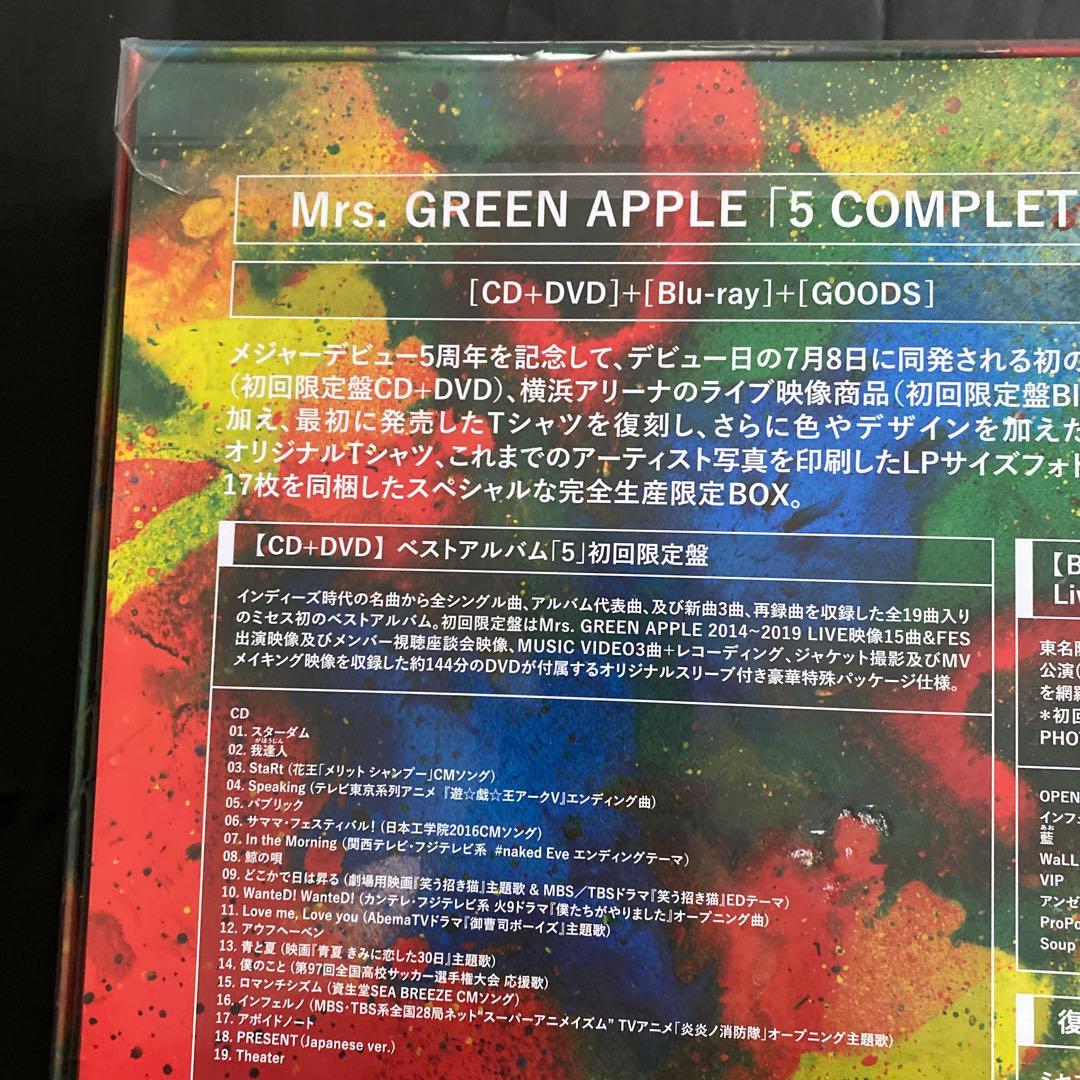 Mrs. GREEN APPLE「5 COMPLET
[CD+DVD]+[Blu-ray]+[GOODS]
メジャーデビュー5周年を記念して、デビュー日の7月8日に同発される初の
（初回限定盤CD+DVD）、横浜アリーナのライブ映像商品（初回限定盤Bl
加え、最初に発売したTシャツを復刻し、さらに色やデザインを加えた
オリジナルTシャツ、これまでのアーティスト写真を印刷したLPサイズフォト
17枚を同梱したスペシャルな完全生産限定BOX。
【CD+DVD】ベストアルバム「5」初回限定盤
インディーズ時代の名曲から全シングル曲、アルバム代表曲、及び新曲3曲、再録曲を収録した全19曲入り
のミセス初のベストアルバム。初回限定盤はMrs. GREEN APPLE 2014~2019 LIVE映像15曲&FES
出演映像及びメンバー視聴座談会映像、MUSIC VIDEO3曲+レコーディング、ジャケット撮影及びMV
メイキング映像を収録した約144分のDVDが付属するオリジナルスリーブ付き豪華特殊パッケージ仕様。
CD
01. スターダム
がほうじん
02. 我逢人
03. StaRt (花王「メリット シャンプー」CMソング)
04. Speaking (テレビ東京系列アニメ 『遊☆戯☆王アークV』エンディング曲)
05. パブリック
06. サママ・フェスティバル! (日本工学院2016CMソング)
07. In the Morning (関西テレビ・フジテレビ系 #naked Eve エンディングテーマ)
08. 鯨の唄
09. どこかで日は昇る (劇場用映画『笑う招き猫』主題歌 & MBS／TBSドラマ『笑う招き猫』EDテーマ)
10. WanteD! WanteD! (カンテレ・フジテレビ系 火9ドラマ『僕たちがやりました』オープニング曲)
11. Love me, Love you (AbemaTVドラマ『御曹司ボーイズ』主題歌)
12. アウフヘーベン
13. 青と夏 (映画『青夏 きみに恋した30日』主題歌)
14. 僕のこと (第97回全国高校サッカー選手権大会 応援歌)
15. ロマンチシズム (資生堂SEA BREEZE CMソング)
16. インフェルノ (MBS・TBS系全国28局ネット“スーパーアニメイズム” TVアニメ「炎炎ノ消防隊」オープニング主題歌)
17. アボイドノート
18. PRESENT (Japanese ver.)
19. Theater
【B
Liv
東名阪
公演(
を網羅
＊初回
PHOT
OPEN
インフェ
あお
藍
WaLL
VIP
アンゼ
ProPo
Soup
復
ミセ